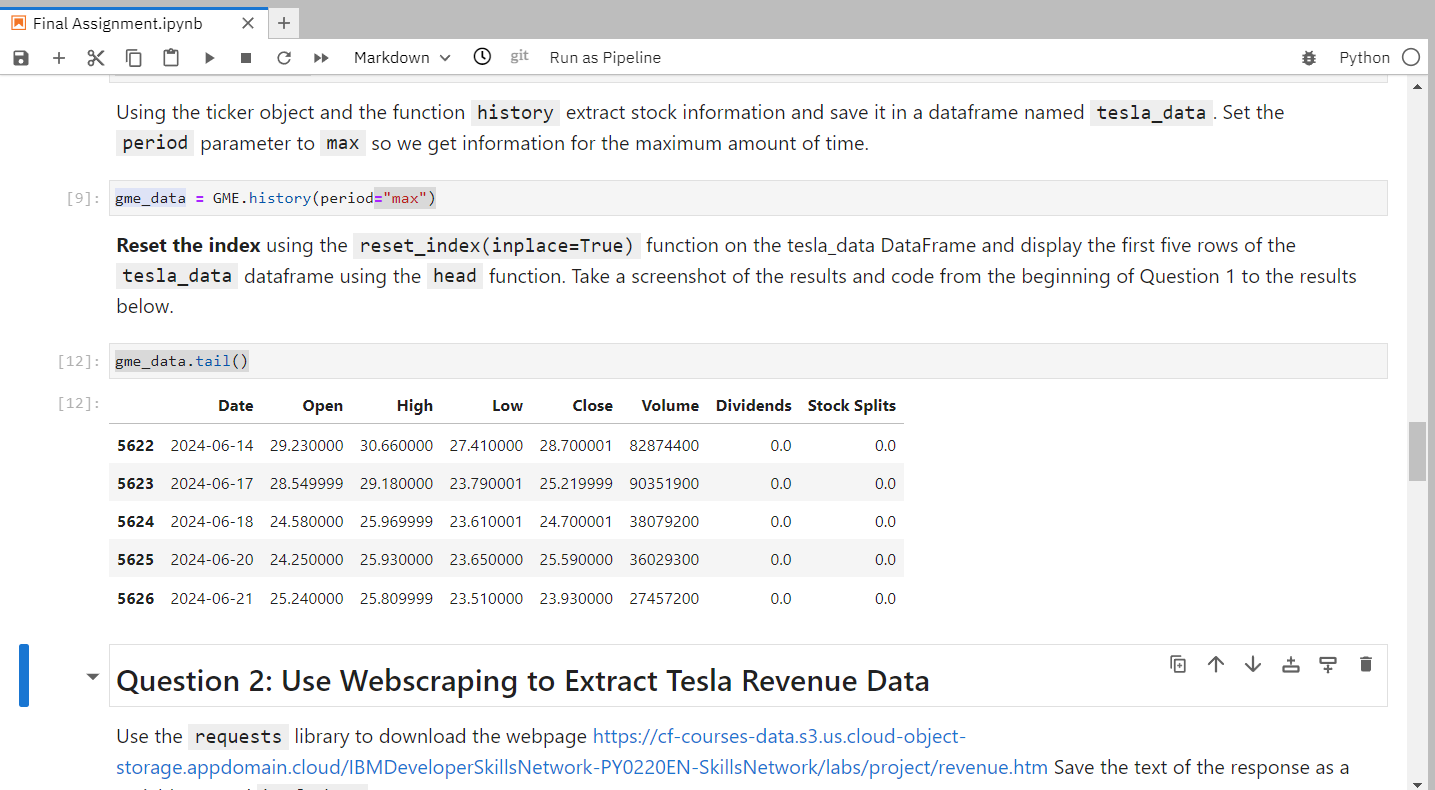 Final Assignment.ipynb
Markdown
git
Run as Pipeline
Python
Using the ticker object and the function history extract stock information and save it in a dataframe named tesla_data. Set the
period parameter to max so we get information for the maximum amount of time.
[9]: gme_data = GME.history(period="max")
Reset the index using the reset_index(inplace=True) function on the tesla_data DataFrame and display the first five rows of the
tesla_data dataframe using the head function. Take a screenshot of the results and code from the beginning of Question 1 to the results
below.
[12]: gme_data.tail()
[12]: Date Open High Low Close Volume Dividends Stock Splits
5622 2024-06-14 29.230000 30.660000 27.410000 28.700001 82874400 0.0 0.0
5623 2024-06-17 28.549999 29.180000 23.790001 25.219999 90351900 0.0 0.0
5624 2024-06-18 24.580000 25.969999 23.610001 24.700001 38079200 0.0 0.0
5625 2024-06-20 24.250000 25.930000 23.650000 25.590000 36029300 0.0 0.0
5626 2024-06-21 25.240000 25.809999 23.510000 23.930000 27457200 0.0 0.0
Question 2: Use Webscraping to Extract Tesla Revenue Data
Use the requests library to download the webpage https://cf-courses-data.s3.us.cloud-object-
storage.appdomain.cloud/IBMDeveloperSkillsNetwork-PY0220EN-SkillsNetwork/labs/project/revenue.htm Save the text of the response as a